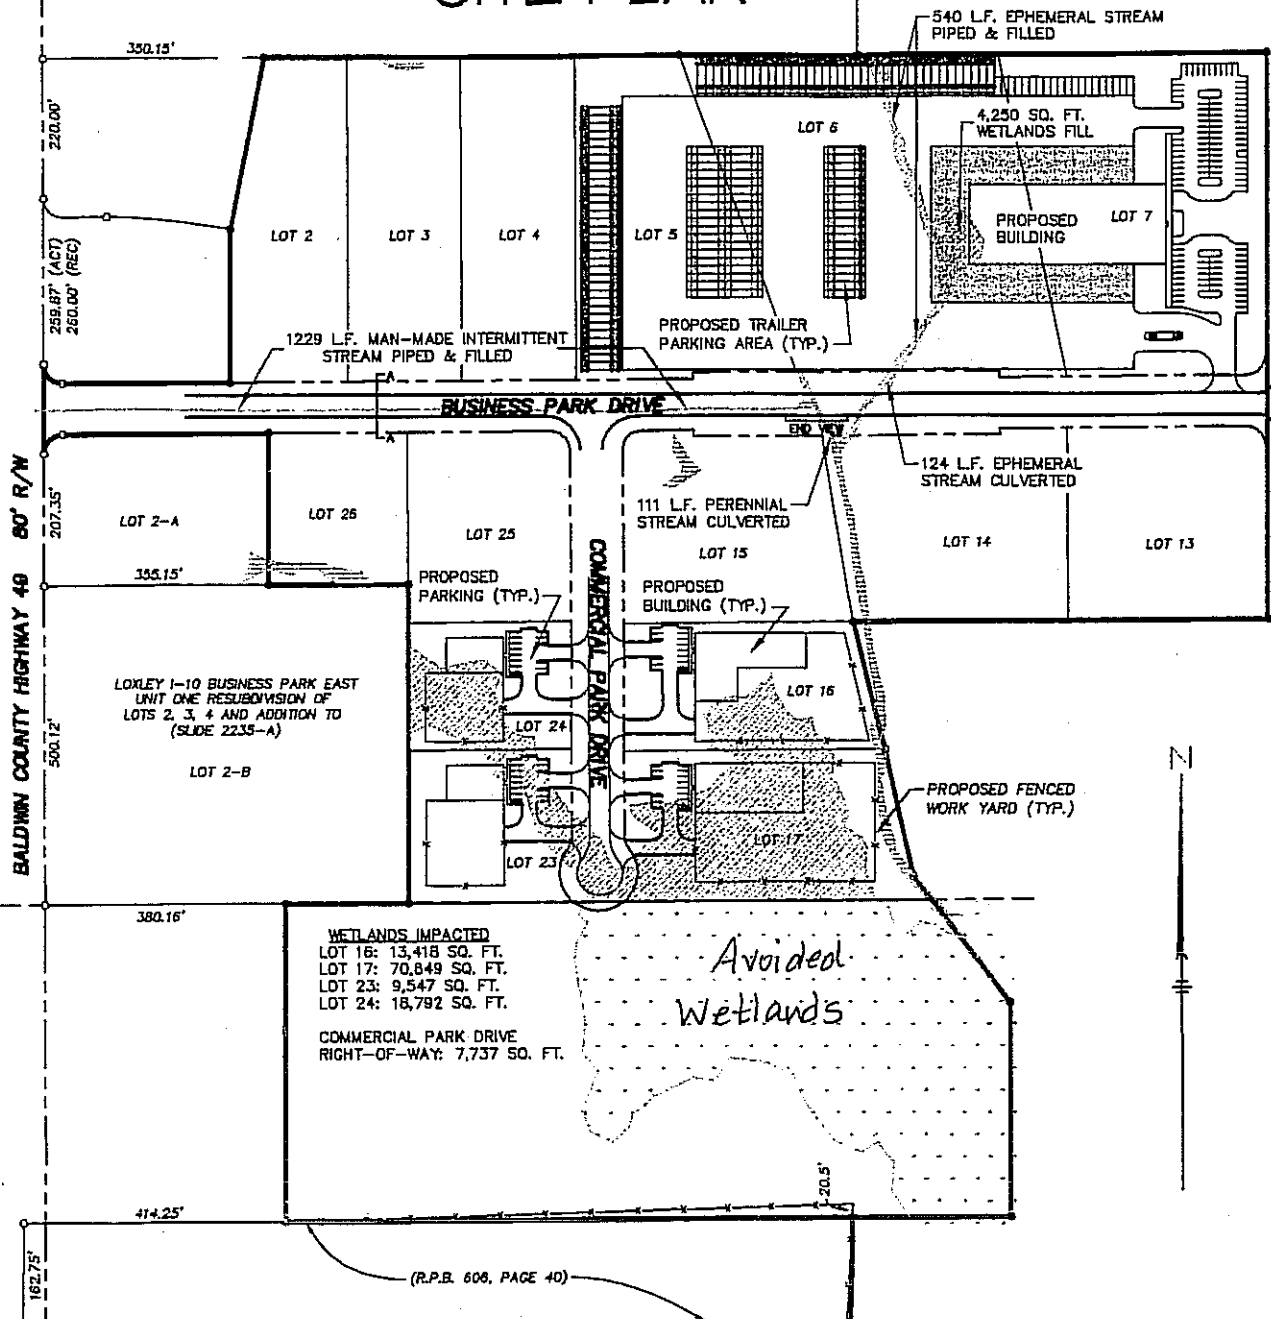 SITE PLAN
540 L.F. EPHEMERAL STREAM
PIPED & FILLED
350.15'
220.00'
4,250 SQ. FT.
WETLANDS FILL
LOT 6
LOT 2
LOT 3
LOT 4
LOT 5
PROPOSED
BUILDING
LOT 7
259.87' (ACT)
260.00' (REC)
1229 L.F. MAN-MADE INTERMITTENT
STREAM PIPED & FILLED
PROPOSED TRAILER
PARKING AREA (TYP.)
A
BUSINESS PARK DRIVE
A
END VIEW
124 L.F. EPHEMERAL
STREAM CULVERTED
111 L.F. PERENNIAL
STREAM CULVERTED
BALDWIN COUNTY HIGHWAY 49 80' R/W
207.35'
LOT 2-A
LOT 26
LOT 25
LOT 15
LOT 14
LOT 13
355.15'
COMMERCIAL PARK DRIVE
PROPOSED
PARKING (TYP.)
PROPOSED
BUILDING (TYP.)
LOXLEY I-10 BUSINESS PARK EAST
UNIT ONE RESUBDIVISION OF
LOTS 2, 3, 4 AND ADDITION TO
(SLIDE 2235-A)
LOT 2-B
500.12'
LOT 16
LOT 24
N
PROPOSED FENCED
WORK YARD (TYP.)
LOT 17
LOT 23
380.16'
WETLANDS IMPACTED
LOT 16: 13,418 SQ. FT.
LOT 17: 70,849 SQ. FT.
LOT 23: 9,547 SQ. FT.
LOT 24: 18,792 SQ. FT.
COMMERCIAL PARK DRIVE
RIGHT-OF-WAY: 7,737 SQ. FT.
Avoided
Wetlands
20.5'
414.25'
162.75'
(R.P.B. 606, PAGE 40)